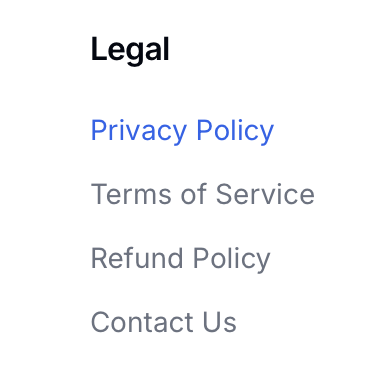 Legal
Privacy Policy
Terms of Service
Refund Policy
Contact Us